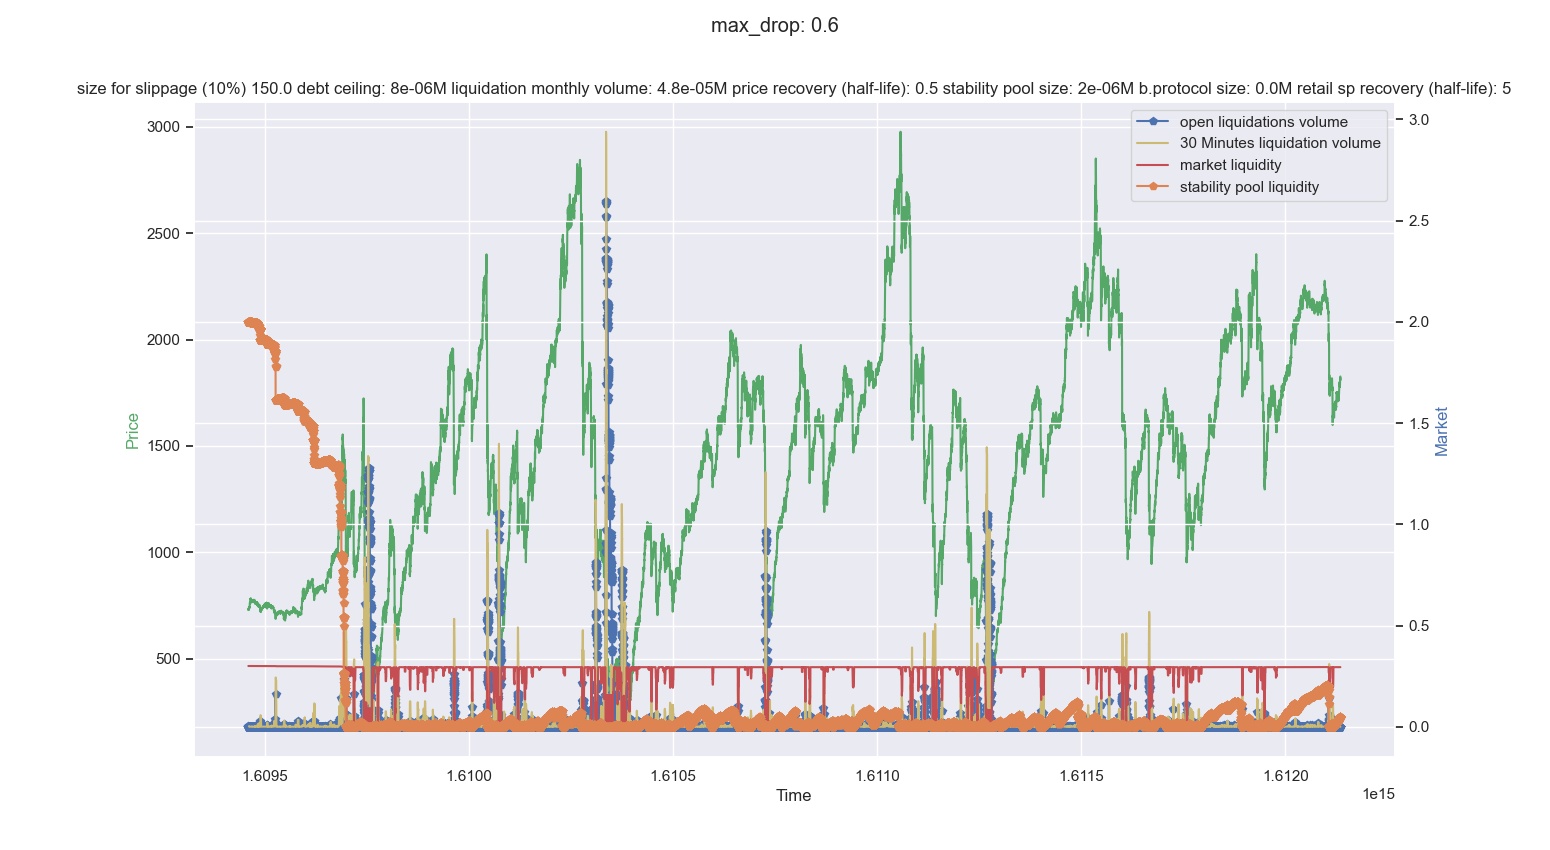 max_drop: 0.6
size for slippage (10%) 150.0 debt ceiling: 8e-06M liquidation monthly volume: 4.8e-05M price recovery (half-life): 0.5 stability pool size: 2e-06M b.protocol size: 0.0M retail sp recovery (half-life): 5
open liquidations volume
30 Minutes liquidation volume
market liquidity
stability pool liquidity
3000
2500
2000
1500
1000
500
Price
3.0
2.5
2.0
1.5
1.0
0.5
0.0
Market
1.6095 1.6100 1.6105 1.6110 1.6115 1.6120
Time
1e15